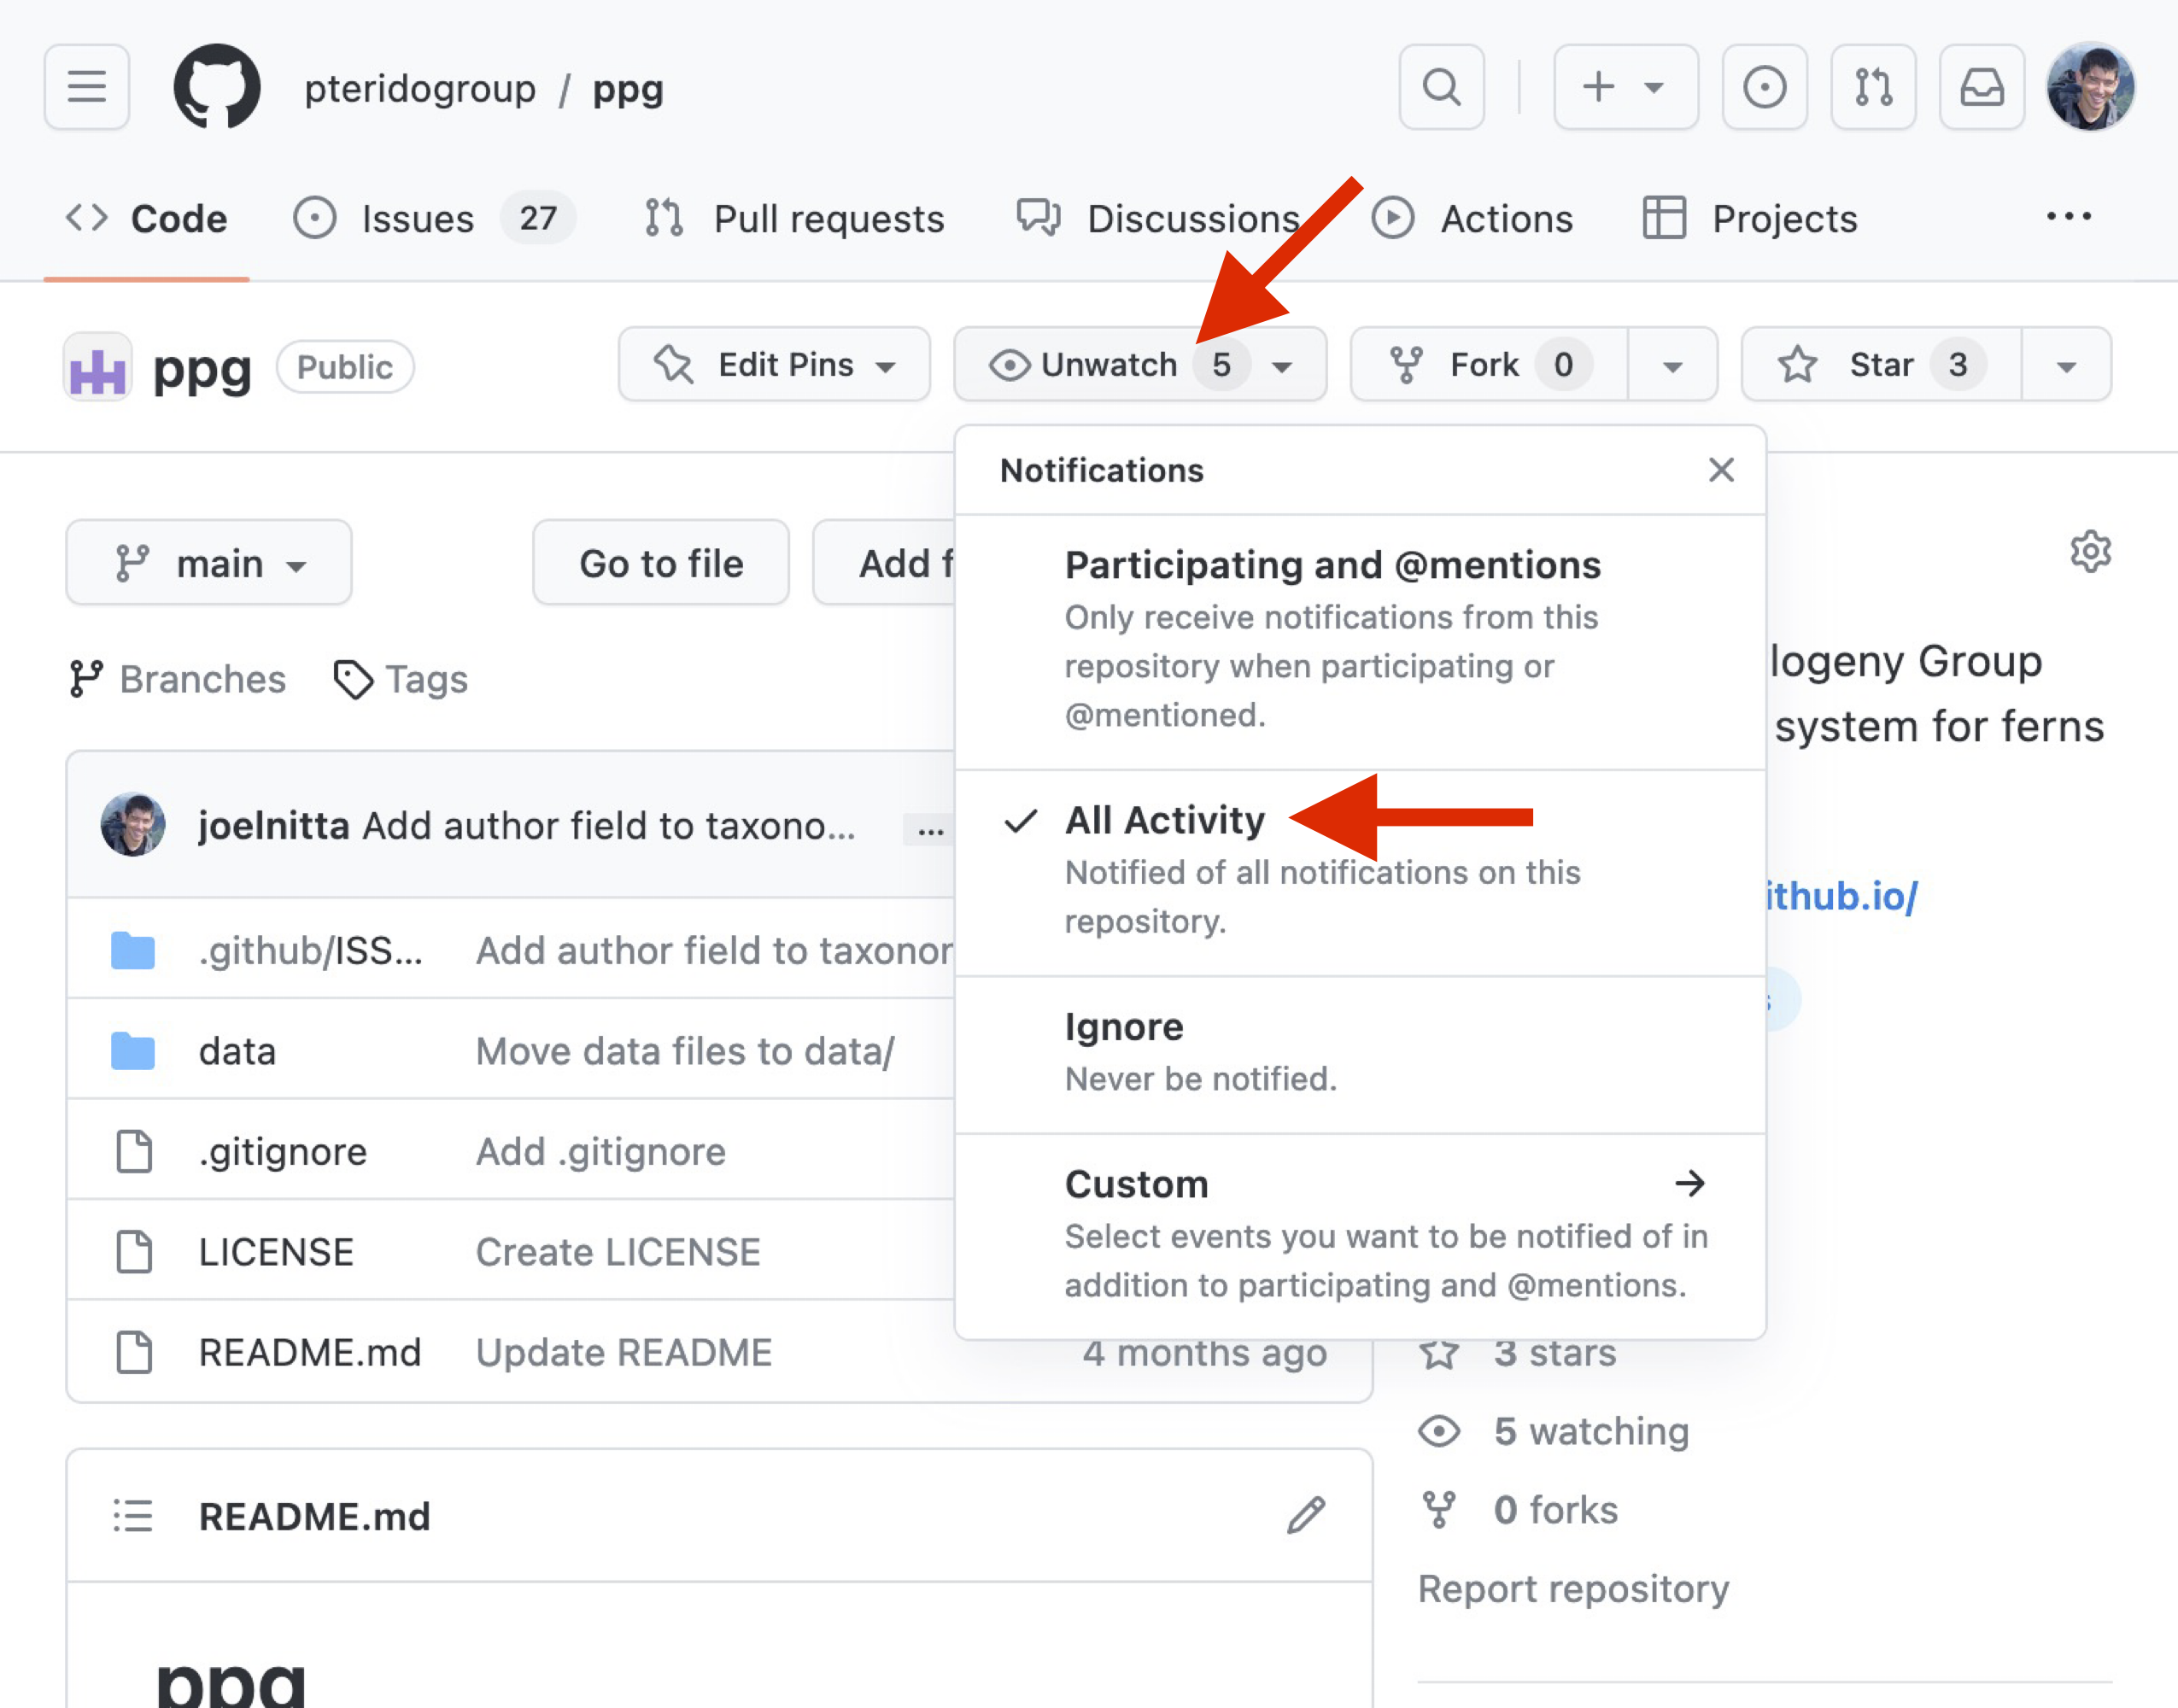 pteridogroup / ppg
Code
Issues 27
Pull requests
Discussions
Actions
Projects
ppg Public
Edit Pins
Unwatch 5
Fork 0
Star 3
main
Go to file
Add f
Branches
Tags
joelnitta Add author field to taxono... ...
.github/ISS... Add author field to taxonor
data Move data files to data/
.gitignore Add .gitignore
LICENSE Create LICENSE
README.md Update README 4 months ago
Notifications
Participating and @mentions
Only receive notifications from this
repository when participating or
@mentioned.
All Activity
Notified of all notifications on this
repository.
Ignore
Never be notified.
Custom
Select events you want to be notified of in
addition to participating and @mentions.
logeny Group
system for ferns
ithub.io/
3 stars
5 watching
0 forks
Report repository
README.md
ppg